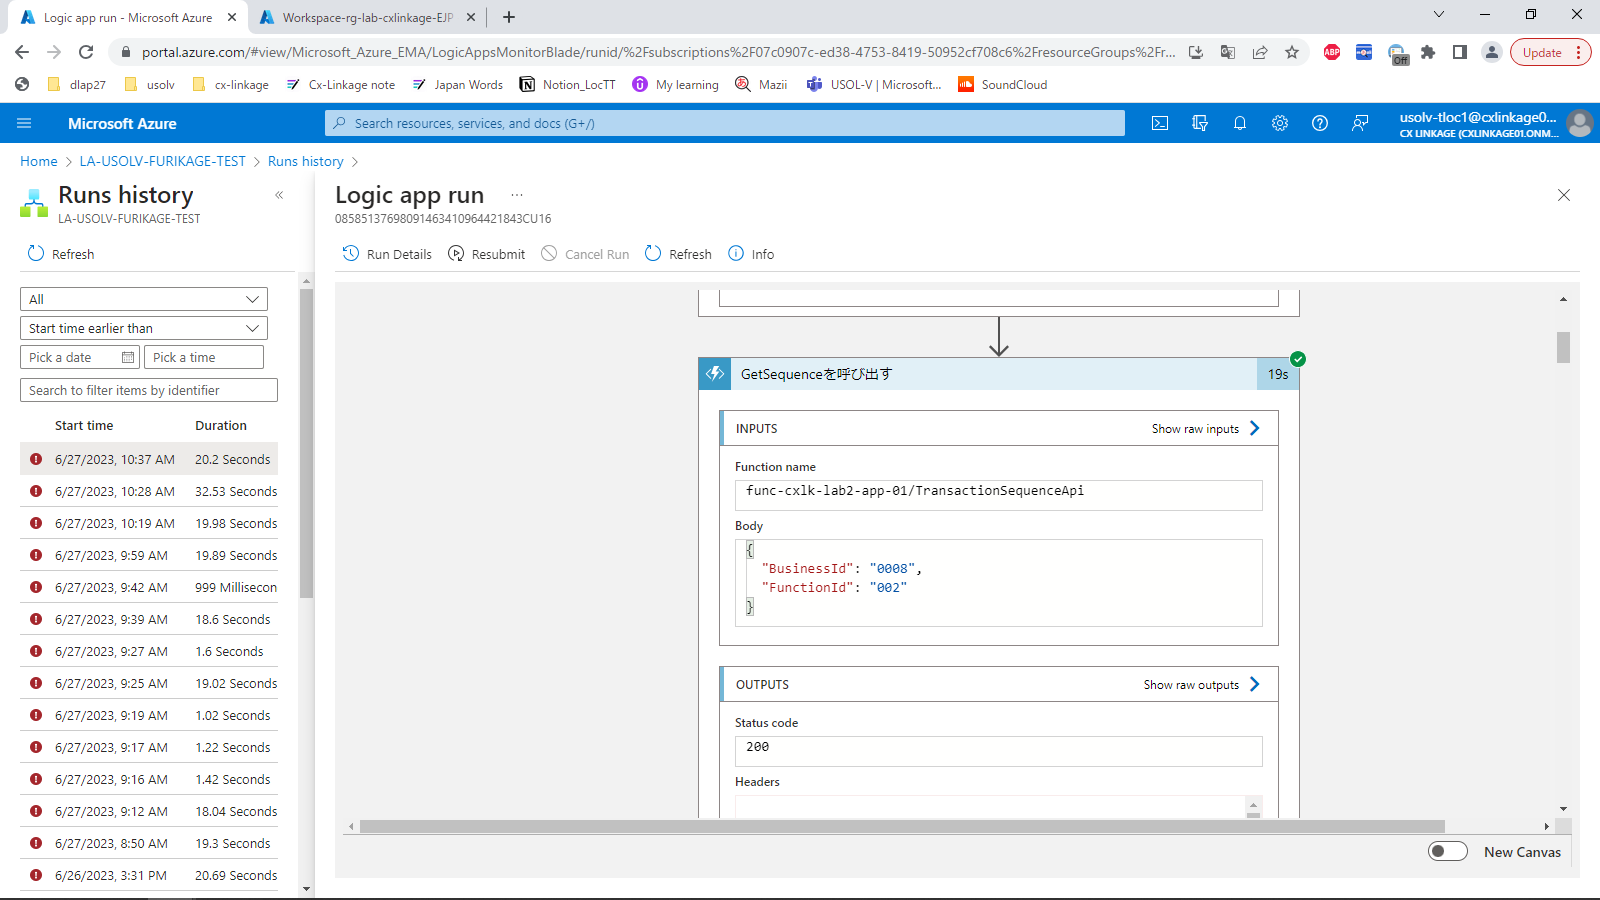 Logic app run - Microsoft Azure
Workspace-rg-lab-cxlinkage-EJP
portal.azure.com/#view/Microsoft_Azure_EMA/LogicAppsMonitorBlade/runid/%2Fsubscriptions%2F07c0907c-ed38-4753-8419-50952cf708c6%2FresourceGroups%2Fr...
ABP
Off
Update
dlap27
usolv
cx-linkage
Cx-Linkage note
Japan Words
Notion_LocTT
My learning
Mazii
USOL-V | Microsoft...
SoundCloud
Microsoft Azure
Search resources, services, and docs (G+/)
usolv-tloc1@cxlinkage0...
CX LINKAGE (CXLINKAGE01.ONM...
Home > LA-USOLV-FURIKAGE-TEST > Runs history >
Runs history
LA-USOLV-FURIKAGE-TEST
«
Refresh
All
Start time earlier than
Pick a date
Pick a time
Search to filter items by identifier
Start time Duration
6/27/2023, 10:37 AM 20.2 Seconds
6/27/2023, 10:28 AM 32.53 Seconds
6/27/2023, 10:19 AM 19.98 Seconds
6/27/2023, 9:59 AM 19.89 Seconds
6/27/2023, 9:42 AM 999 Millisecon
6/27/2023, 9:39 AM 18.6 Seconds
6/27/2023, 9:27 AM 1.6 Seconds
6/27/2023, 9:25 AM 19.02 Seconds
6/27/2023, 9:19 AM 1.02 Seconds
6/27/2023, 9:17 AM 1.22 Seconds
6/27/2023, 9:16 AM 1.42 Seconds
6/27/2023, 9:12 AM 18.04 Seconds
6/27/2023, 8:50 AM 19.3 Seconds
6/26/2023, 3:31 PM 20.69 Seconds
Logic app run ...
08585137698091463410964421843CU16
Run Details
Resubmit
Cancel Run
Refresh
Info
GetSequenceを呼び出す 19s
INPUTS Show raw inputs
Function name
func-cxlk-lab2-app-01/TransactionSequenceApi
Body
{
"BusinessId": "0008",
"FunctionId": "002"
}
OUTPUTS Show raw outputs
Status code
200
Headers
New Canvas